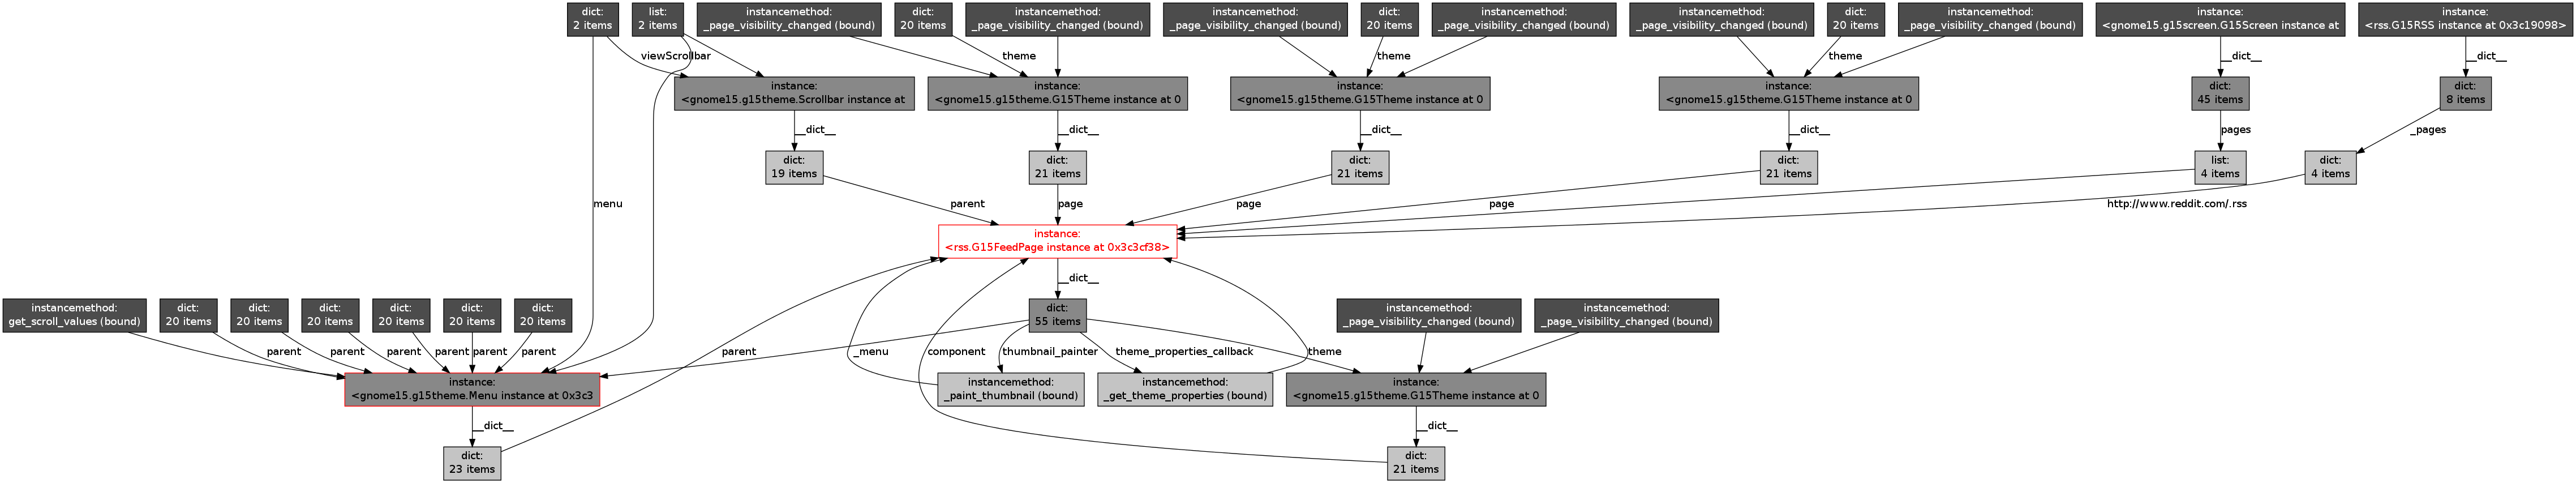 dict:
2 items
list:
2 items
instancemethod:
_page_visibility_changed (bound)
dict:
20 items
instancemethod:
_page_visibility_changed (bound)
instancemethod:
_page_visibility_changed (bound)
dict:
20 items
instancemethod:
_page_visibility_changed (bound)
instancemethod:
_page_visibility_changed (bound)
dict:
20 items
instancemethod:
_page_visibility_changed (bound)
instance:
<gnome15.g15screen.G15Screen instance at
instance:
<rss.G15RSS instance at 0x3c19098>
viewScrollbar
theme
theme
theme
__dict__
__dict__
instance:
<gnome15.g15theme.Scrollbar instance at
instance:
<gnome15.g15theme.G15Theme instance at 0
instance:
<gnome15.g15theme.G15Theme instance at 0
instance:
<gnome15.g15theme.G15Theme instance at 0
dict:
45 items
dict:
8 items
__dict__
__dict__
__dict__
__dict__
pages
_pages
dict:
19 items
dict:
21 items
dict:
21 items
dict:
21 items
list:
4 items
dict:
4 items
menu
parent
page
page
page
http://www.reddit.com/.rss
instance:
<rss.G15FeedPage instance at 0x3c3cf38>
__dict__
instancemethod:
get_scroll_values (bound)
dict:
20 items
dict:
20 items
dict:
20 items
dict:
20 items
dict:
20 items
dict:
20 items
dict:
55 items
instancemethod:
_page_visibility_changed (bound)
instancemethod:
_page_visibility_changed (bound)
parent
parent
parent
parent
parent
parent
parent
_menu
component
thumbnail_painter
theme_properties_callback
theme
instance:
<gnome15.g15theme.Menu instance at 0x3c3
instancemethod:
_paint_thumbnail (bound)
instancemethod:
_get_theme_properties (bound)
instance:
<gnome15.g15theme.G15Theme instance at 0
__dict__
__dict__
dict:
23 items
dict:
21 items